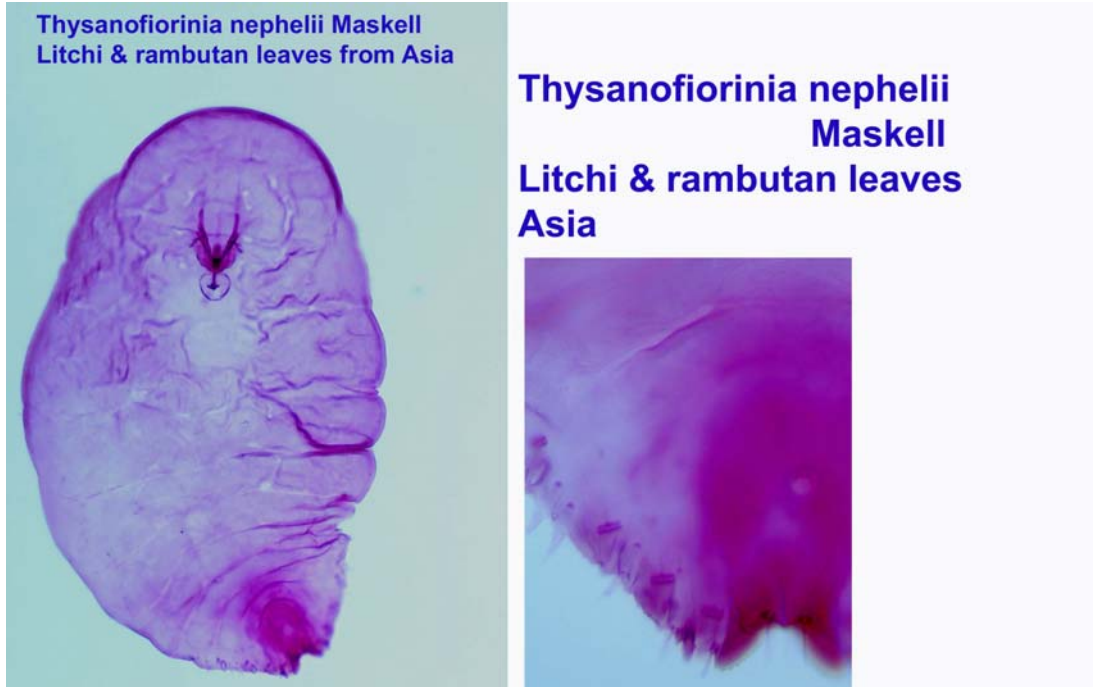 Thysanofiorinia nephelii Maskell
Litchi & rambutan leaves from Asia
Thysanofiorinia nephelii
Maskell
Litchi & rambutan leaves
Asia